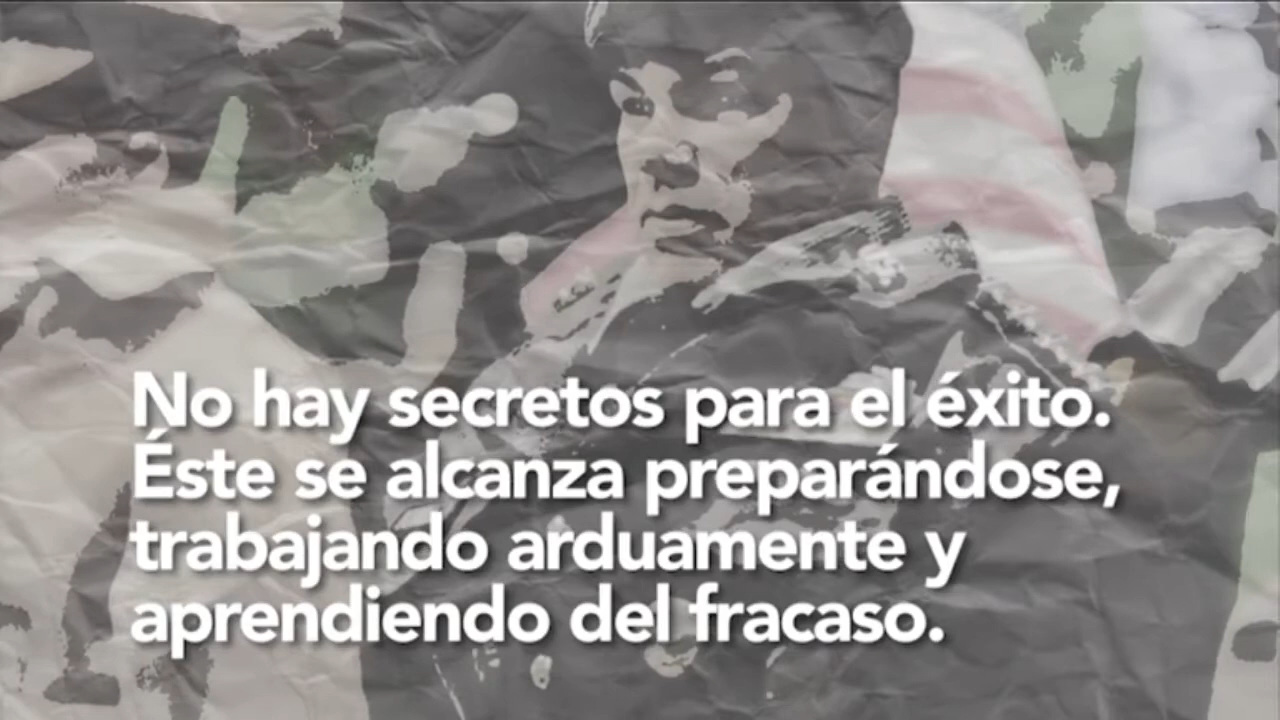 No hay secretos para el éxito.
Éste se alcanza preparándose,
trabajando arduamente y
aprendiendo del fracaso.